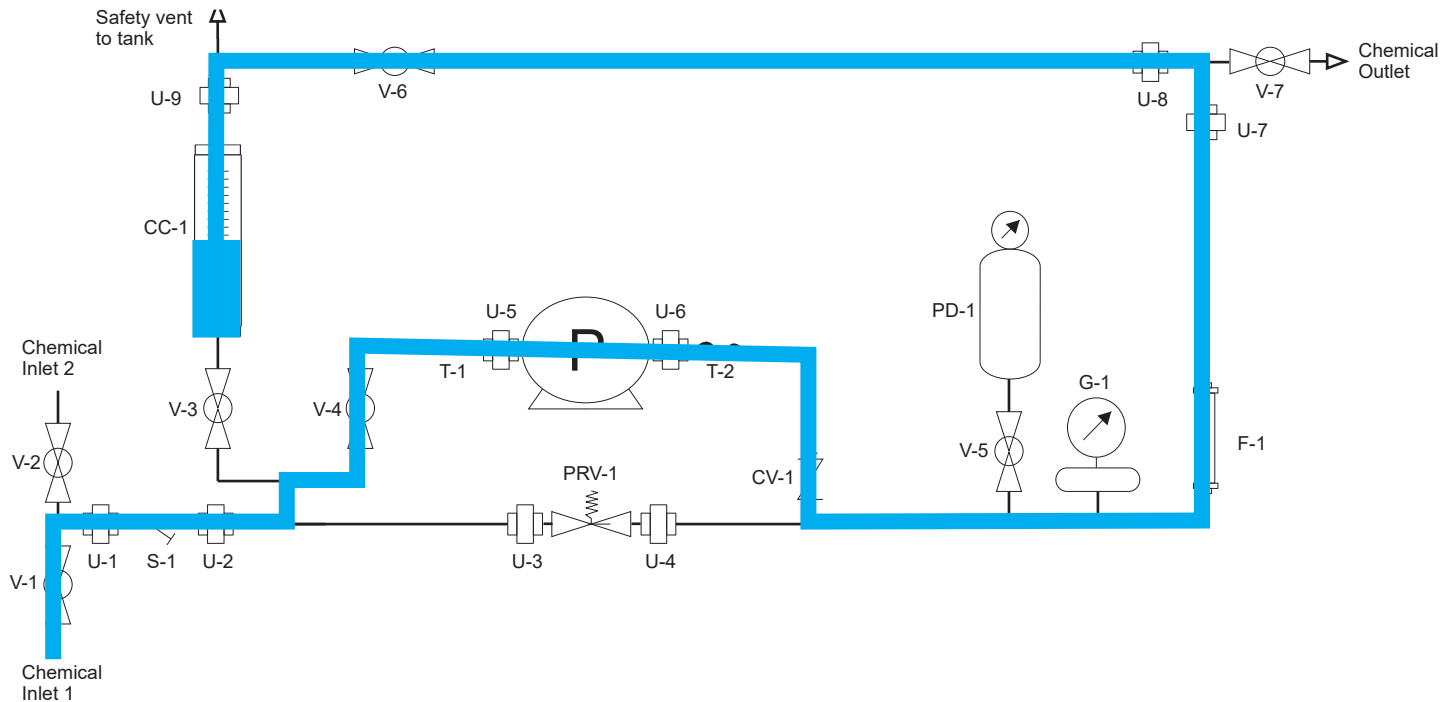 Safety vent
to tank
Chemical
Outlet
V-6
U-8
V-7
U-9
U-7
CC-1
PD-1
U-5
U-6
P
T-1
T-2
Chemical
Inlet 2
V-3
V-4
G-1
V-2
V-5
F-1
PRV-1
CV-1
U-1
S-1
U-2
U-3
U-4
V-1
Chemical
Inlet 1